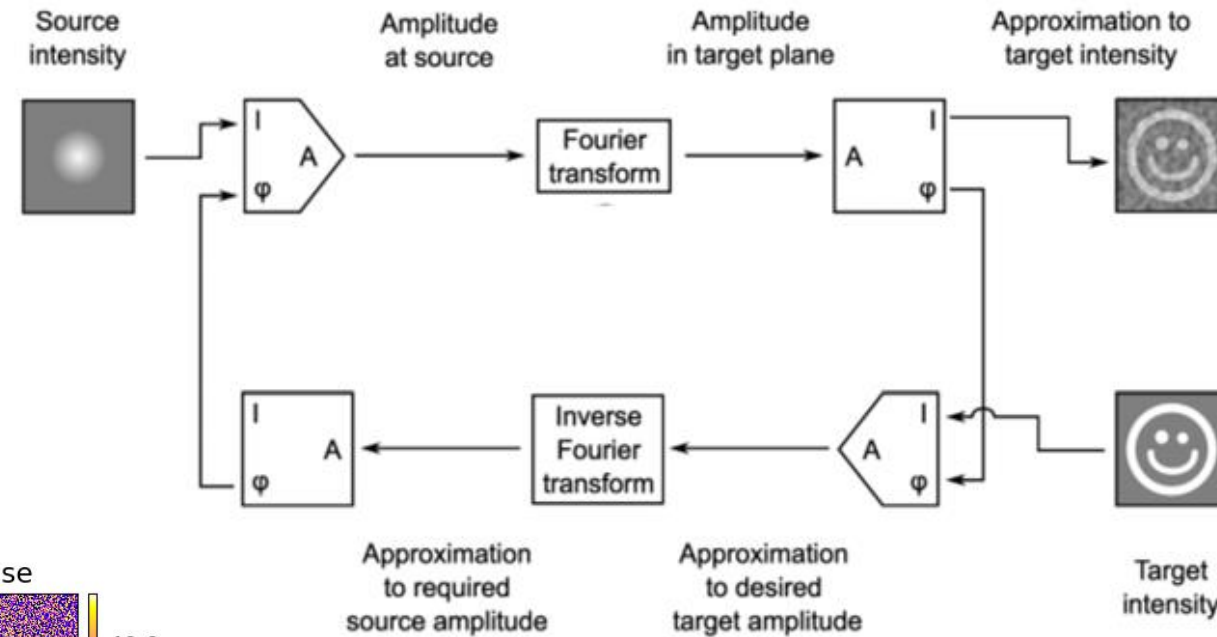 Source
intensity
Amplitude
at source
Amplitude
in target plane
Approximation to
target intensity
I
A
φ
Fourier
transform
I
A
φ
I
A
φ
Inverse
Fourier
transform
I
A
φ
Approximation
to required
source amplitude
Approximation
to desired
target amplitude
Target
intensity
se